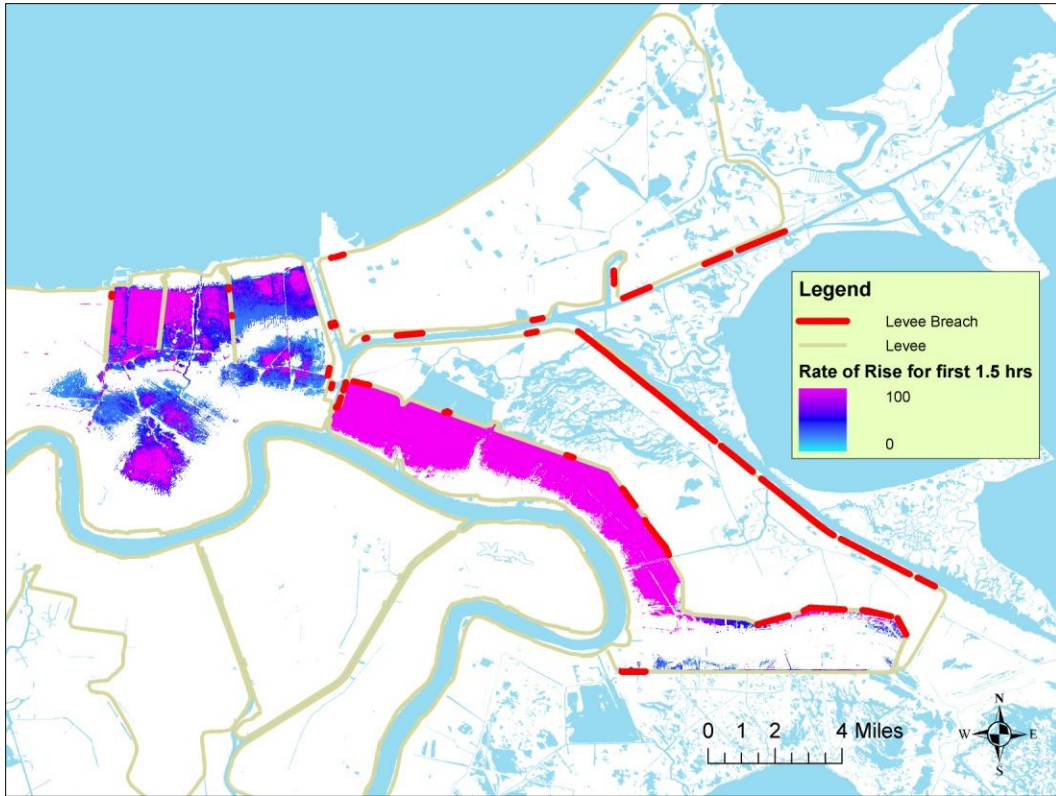 Legend
Levee Breach
Levee
Rate of Rise for first 1.5 hrs
100
0
N
W E
S
0 1 2 4 Miles